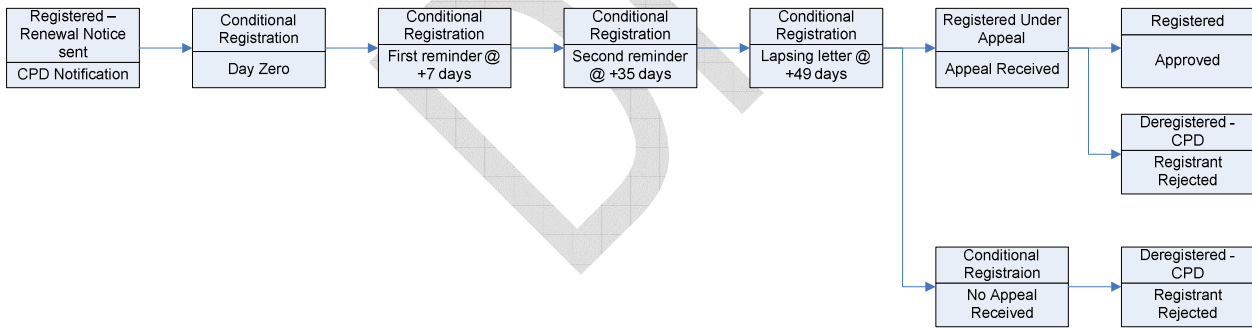 Registered –
Renewal Notice
sent
CPD Notification
Conditional
Registration
Day Zero
Conditional
Registration
First reminder @
+7 days
Conditional
Registration
Second reminder
@ +35 days
Conditional
Registration
Lapsing letter @
+49 days
Registered Under
Appeal
Appeal Received
Registered
Approved
Deregistered -
CPD
Registrant
Rejected
Conditional
Registraion
No Appeal
Received
Deregistered -
CPD
Registrant
Rejected